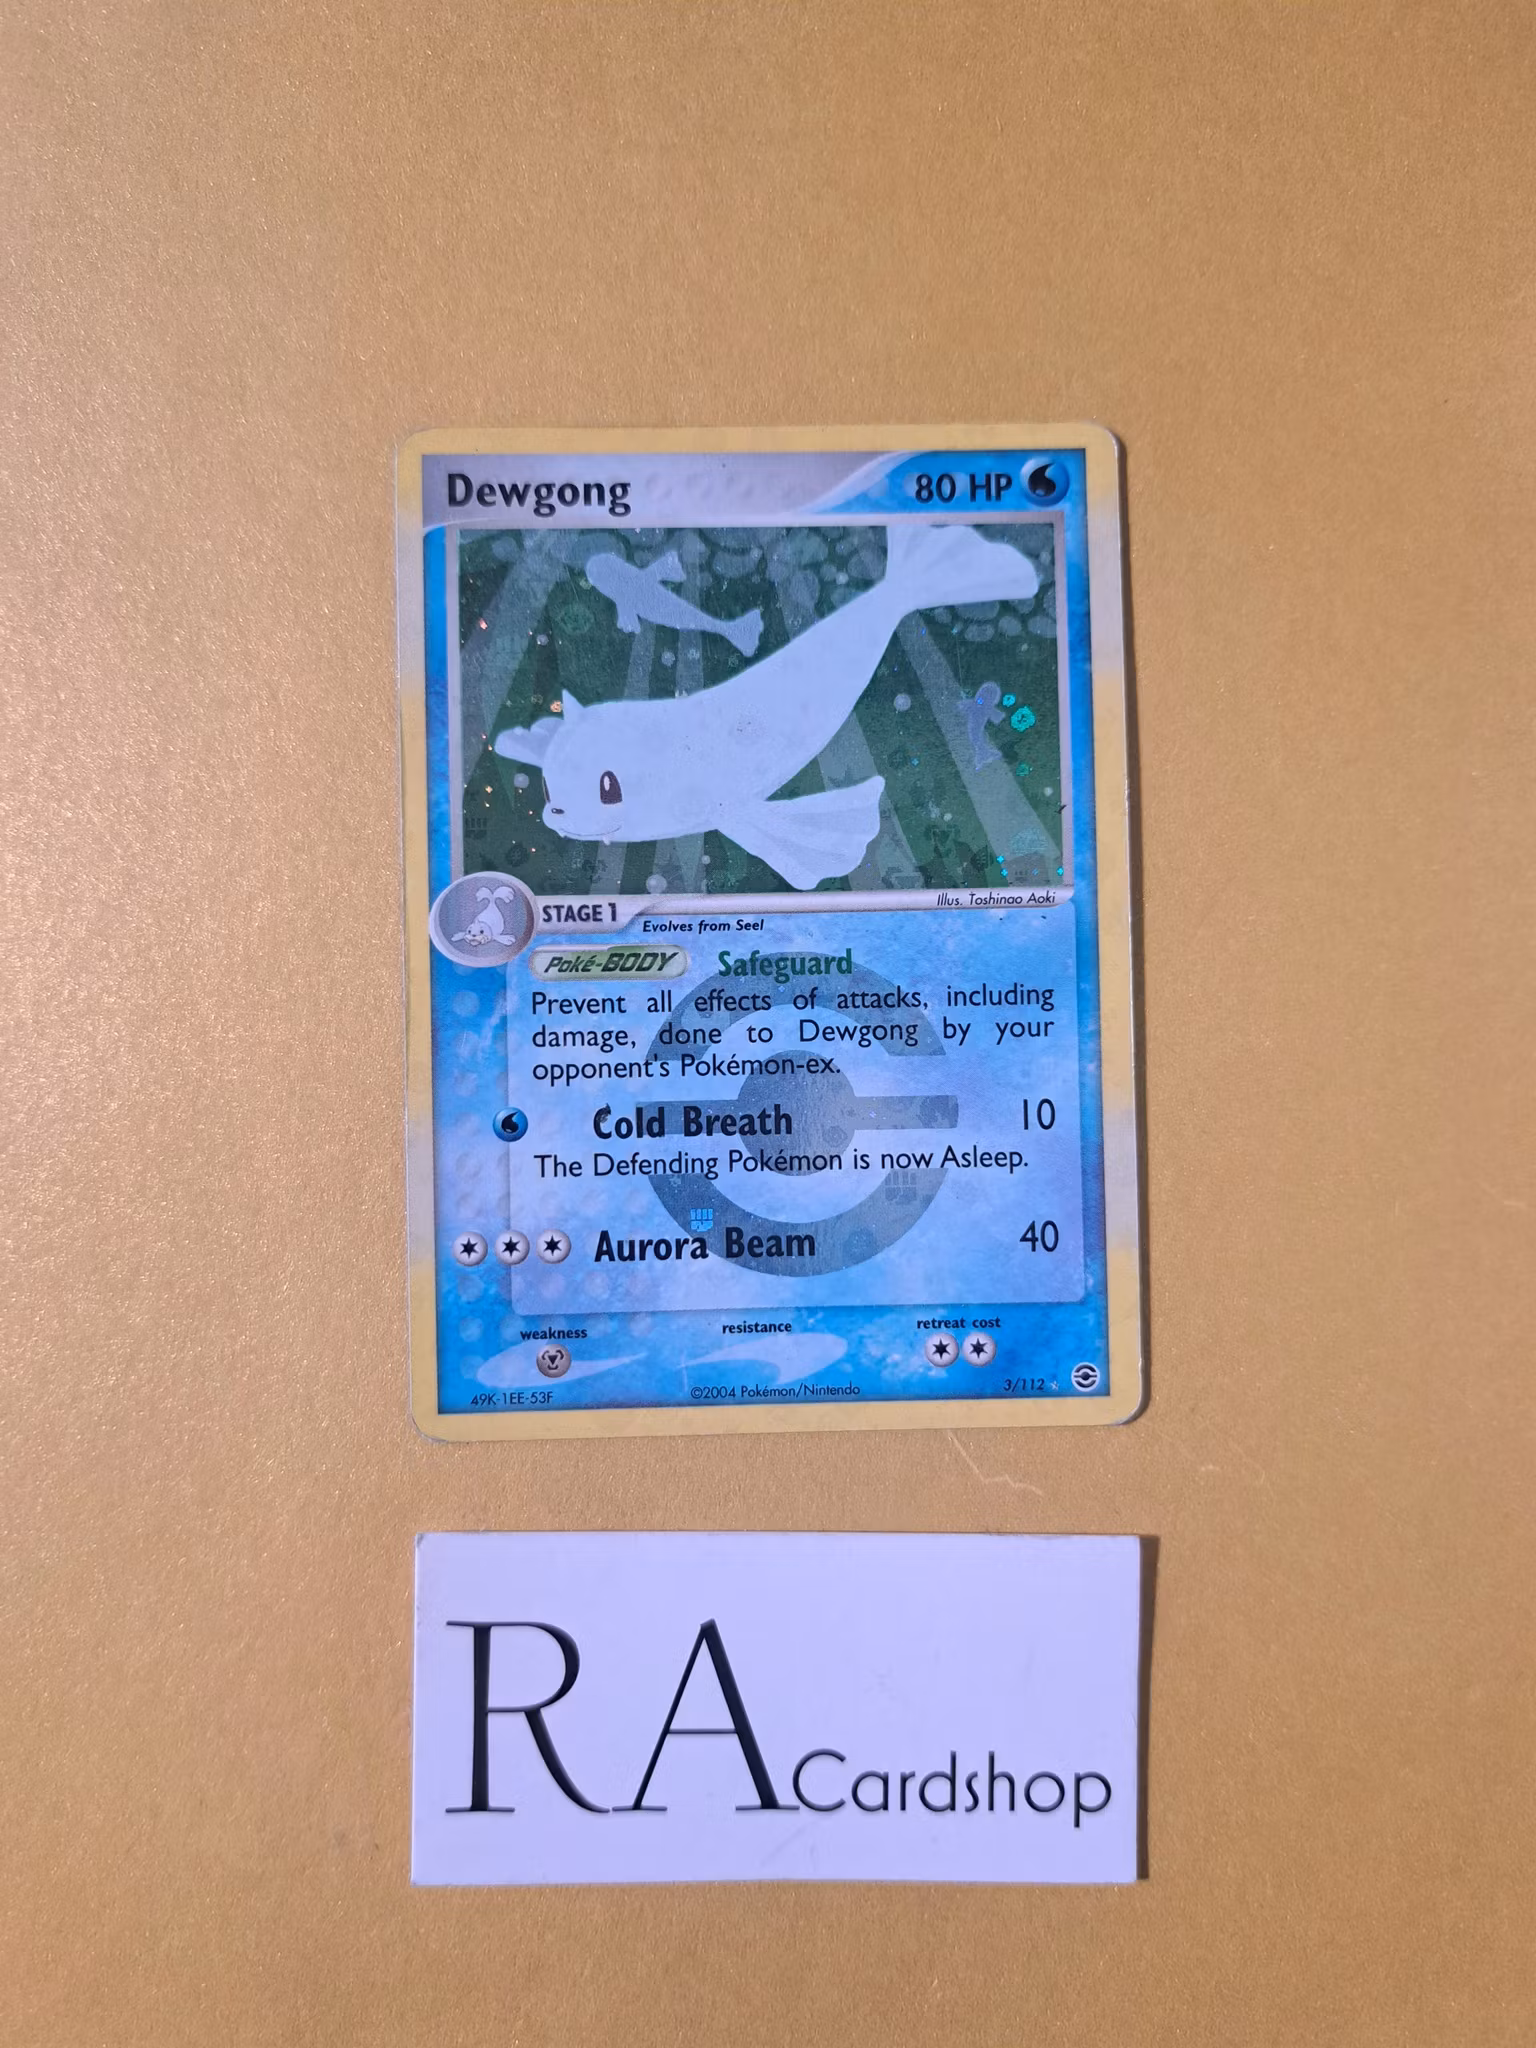 Dewgong 80 HP
Illus. Toshinao Aoki
STAGE 1 Evolves from Seel
Poké-BODY Safeguard
Prevent all effects of attacks, including
damage, done to Dewgong by your
opponent's Pokémon-ex.
Cold Breath 10
The Defending Pokémon is now Asleep.
Aurora Beam 40
weakness resistance retreat cost
49K-1EE-53F ©2004 Pokémon/Nintendo 3/112
RA Cardshop